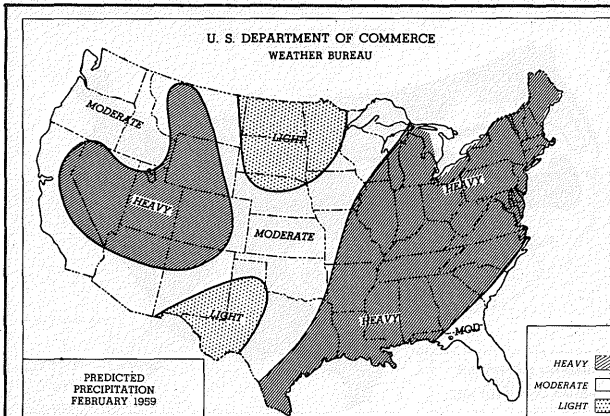 U. S. DEPARTMENT OF COMMERCE
WEATHER BUREAU
MODERATE
LIGHT
HEAVY
HEAVY
MODERATE
LIGHT
HEAVY
MOD
PREDICTED
PRECIPITATION
FEBRUARY 1959
HEAVY
MODERATE
LIGHT